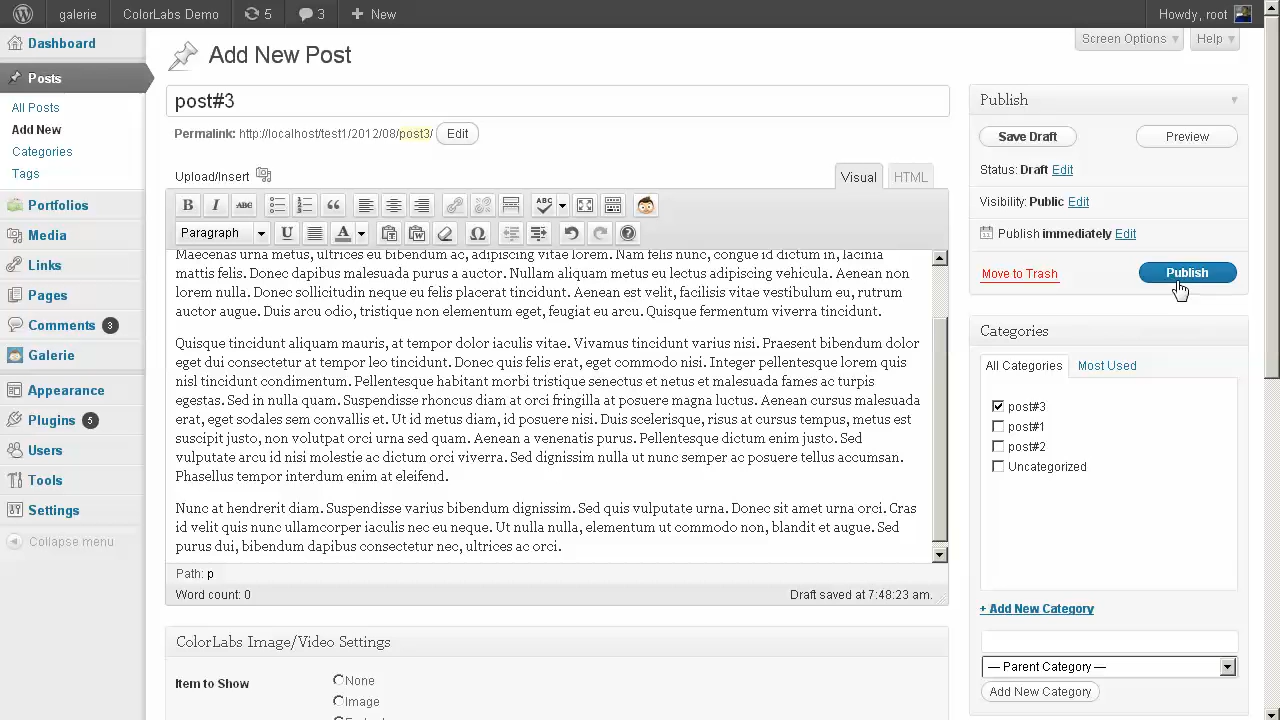 galerie ColorLabs Demo 5 3 New Howdy, root
Screen Options Help
Dashboard
Posts
All Posts
Add New
Categories
Tags
Portfolios
Media
Links
Pages
Comments 3
Galerie
Appearance
Plugins 5
Users
Tools
Settings
Collapse menu
Add New Post
post#3
Permalink: http://localhost/test1/2012/08/post3/ Edit
Upload/Insert Visual HTML
B I ABC ABC
Paragraph U A Ω
Maecenas urna metus, ultrices eu bibendum ac, adipiscing vitae lorem. Nam felis nunc, congue id dictum in, lacinia
mattis felis. Donec dapibus malesuada purus a auctor. Nullam aliquam metus eu lectus adipiscing vehicula. Aenean non
lorem nulla. Donec sollicitudin neque eu felis placerat tincidunt. Aenean est velit, facilisis vitae vestibulum eu, rutrum
auctor augue. Duis arcu odio, tristique non elementum eget, feugiat eu arcu. Quisque fermentum viverra tincidunt.
Quisque tincidunt aliquam mauris, at tempor dolor iaculis vitae. Vivamus tincidunt varius nisi. Praesent bibendum dolor
eget dui consectetur at tempor leo tincidunt. Donec quis felis erat, eget commodo nisi. Integer pellentesque lorem quis
nisl tincidunt condimentum. Pellentesque habitant morbi tristique senectus et netus et malesuada fames ac turpis
egestas. Sed in nulla quam. Suspendisse rhoncus diam at orci fringilla at posuere magna luctus. Aenean cursus malesuada
erat, eget sodales sem convallis et. Ut id metus diam, id posuere nisi. Duis scelerisque, risus at cursus tempus, metus est
suscipit justo, non volutpat orci urna sed quam. Aenean a venenatis purus. Pellentesque dictum enim justo. Sed
vulputate arcu id nisi molestie ac dictum orci viverra. Sed dignissim nulla ut nunc semper ac posuere tellus accumsan.
Phasellus tempor interdum enim at eleifend.
Nunc at hendrerit diam. Suspendisse varius bibendum dignissim. Sed quis vulputate urna. Donec sit amet urna orci. Cras
id velit quis nunc ullamcorper iaculis nec eu neque. Ut nulla nulla, elementum ut commodo non, blandit et augue. Sed
purus dui, bibendum dapibus consectetur nec, ultrices ac orci.
Path: p
Word count: 0 Draft saved at 7:48:23 am.
ColorLabs Image/Video Settings
Item to Show
None
Image
Publish
Save Draft Preview
Status: Draft Edit
Visibility: Public Edit
Publish immediately Edit
Move to Trash Publish
Categories
All Categories Most Used
post#3
post#1
post#2
Uncategorized
+ Add New Category
— Parent Category —
Add New Category